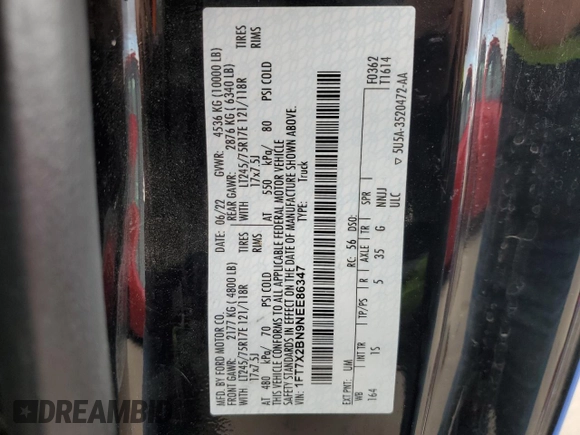 MFD. BY FORD MOTOR CO.
DATE: 06/22 GVWR: 4536 KG (10000 LB)
FRONT GAWR: 2177 KG ( 4800 LB) REAR GAWR: 2876 KG ( 6340 LB)
WITH LT245/75R17E 121/118R TIRES WITH LT245/75R17E 121/118R TIRES
17x7.5J RIMS 17x7.5J RIMS
AT 480 kPa/ 70 PSI COLD AT 550 kPa/ 80 PSI COLD
THIS VEHICLE CONFORMS TO ALL APPLICABLE FEDERAL MOTOR VEHICLE
SAFETY STANDARDS IN EFFECT ON THE DATE OF MANUFACTURE SHOWN ABOVE.
VIN: 1FT7X2BN9NEE86347 TYPE: Truck
F0362
T1614
EXT PNT: UM RC: 56 DSO:
WB INT TR TP/PS R AXLE TR SPR
164 15 5 35 G NNJJ
ULC
5U5A-3520472-AA
DREAMBID